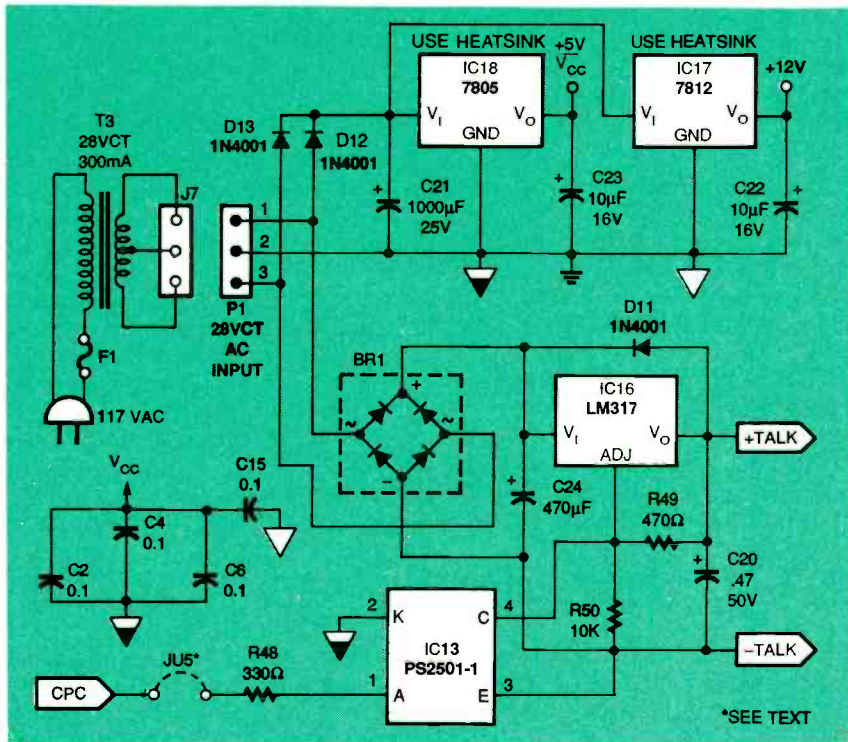 USE HEATSINK
IC18
7805
VI
VO
GND
+5V
VCC
USE HEATSINK
IC17
7812
VI
VO
GND
+12V
T3
28VCT
300mA
J7
D13
1N4001
D12
1N4001
C21
1000µF
25V
+
C23
10µF
16V
+
C22
10µF
16V
+
1
2
3
P1
28VCT
AC
INPUT
F1
117 VAC
BR1
+
~
~
−
D11
1N4001
IC16
LM317
VI
VO
ADJ
+TALK
C24
470µF
+
R49
470Ω
C20
.47
50V
+
R50
10K
−TALK
VCC
C15
0.1
C4
0.1
C2
0.1
C6
0.1
2
K
C
4
IC13
PS2501-1
1
A
E
3
CPC
JU5*
R48
330Ω
*SEE TEXT